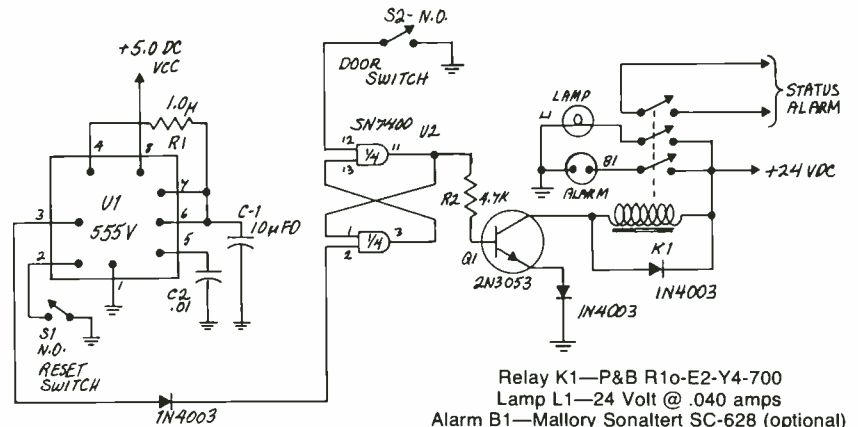 S2- N.O.
+5.0 DC
VCC
DOOR
SWITCH
1.0M
R1
SN7400
U2
LAMP
L1
STATUS
ALARM
4
8
12
11
13
1/4
7
U1
555V
3
6
5
2
1
C-1
10µFD
C2
.01
R2
4.7K
B1
ALARM
+24 VDC
1
2
1/4
3
Q1
2N3053
K1
1N4003
1N4003
S1
N.O.
RESET
SWITCH
1N4003
Relay K1—P&B R1o-E2-Y4-700
Lamp L1—24 Volt @ .040 amps
Alarm B1—Mallory Sonaltert SC-628 (optional)